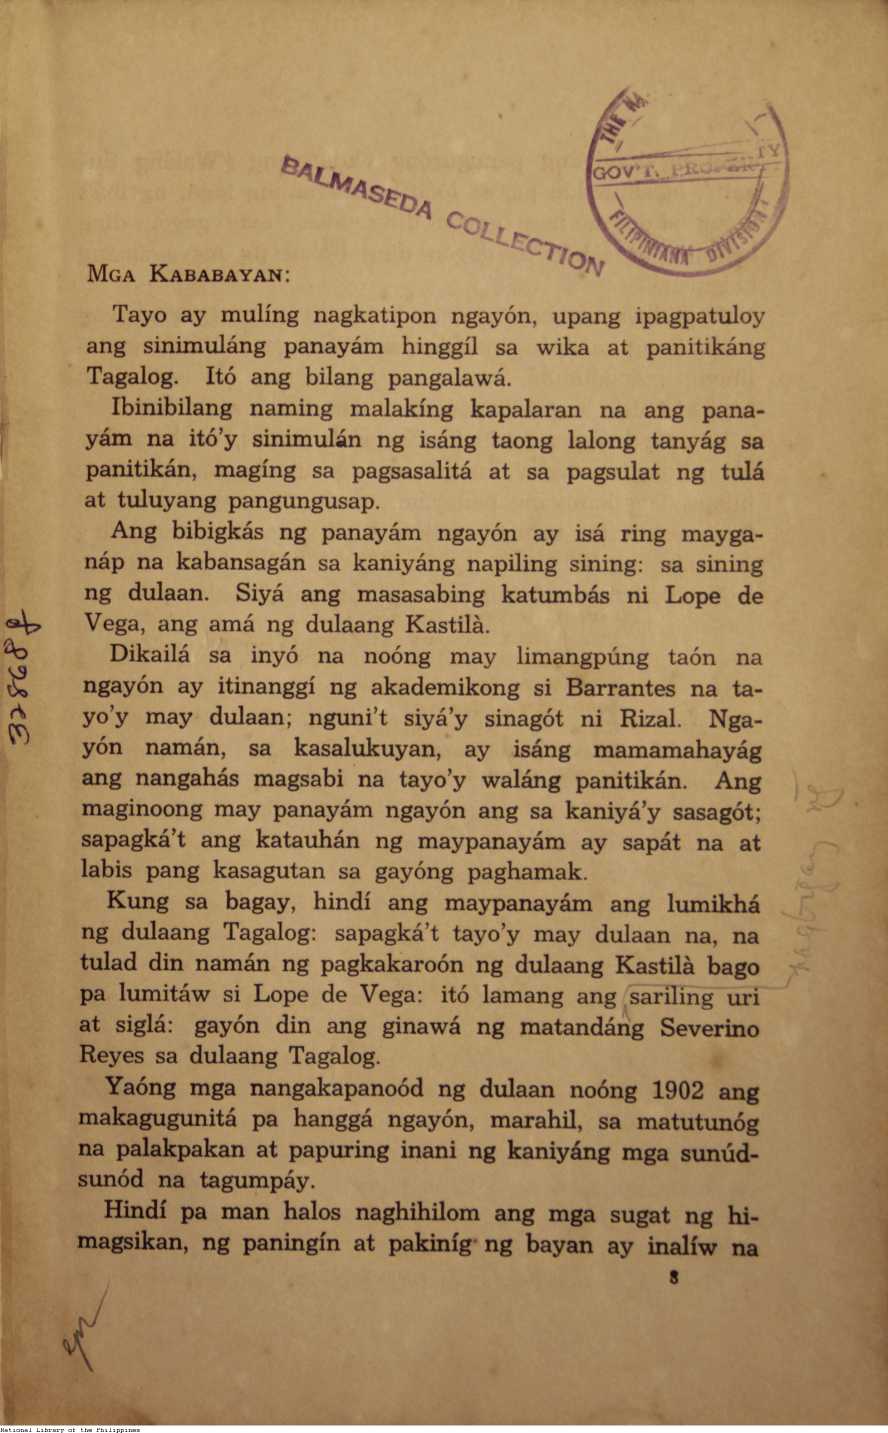 BALMASEDA COLLECTION
THE NA
GOV'T. PROPERTY
FILIPINIANA DIVISION
MGA KABABAYAN:
Tayo ay mulíng nagkatipon ngayón, upang ipagpatuloy
ang sinimuláng panayám hinggíl sa wika at panitikáng
Tagalog. Itó ang bilang pangalawá.
Ibinibilang naming malakíng kapalaran na ang pana-
yám na itó'y sinimulán ng isáng taong lalong tanyág sa
panitikán, magíng sa pagsasalitá at sa pagsulat ng tulá
at tuluyang pangungusap.
Ang bibigkás ng panayám ngayón ay isá ring mayga-
náp na kabansagán sa kaniyáng napiling sining: sa sining
ng dulaan. Siyá ang masasabing katumbás ni Lope de
Vega, ang amá ng dulaang Kastilà.
Dikailá sa inyó na noóng may limangpúng taón na
ngayón ay itinanggí ng akademikong si Barrantes na ta-
yo'y may dulaan; nguni't siyá'y sinagót ni Rizal. Nga-
yón namán, sa kasalukuyan, ay isáng mamamahayág
ang nangahás magsabi na tayo'y waláng panitikán. Ang
maginoong may panayám ngayón ang sa kaniyá'y sasagót;
sapagká't ang katauhán ng maypanayám ay sapát na at
labis pang kasagutan sa gayóng paghamak.
Kung sa bagay, hindí ang maypanayám ang lumikhá
ng dulaang Tagalog: sapagká't tayo'y may dulaan na, na
tulad din namán ng pagkakaroón ng dulaang Kastilà bago
pa lumitáw si Lope de Vega: itó lamang ang sariling uri
at siglá: gayón din ang ginawá ng matandáng Severino
Reyes sa dulaang Tagalog.
Yaóng mga nangakapanoód ng dulaan noóng 1902 ang
makagugunitá pa hanggá ngayón, marahil, sa matutunóg
na palakpakan at papuring inani ng kaniyáng mga sunúd-
sunód na tagumpáy.
Hindí pa man halos naghihilom ang mga sugat ng hi-
magsikan, ng paningín at pakiníg ng bayan ay inalíw na
3
National Library of the Philippines